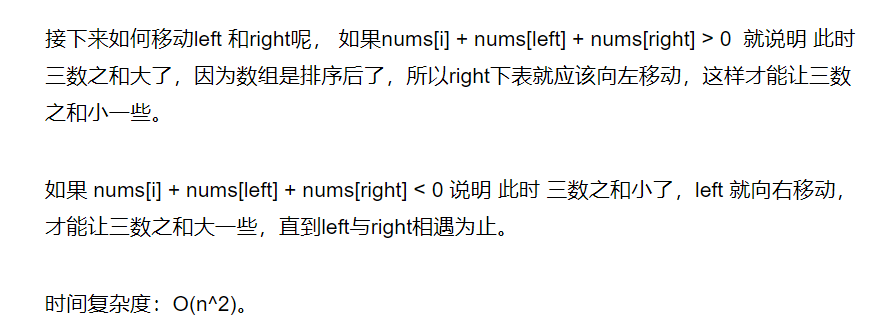 接下来如何移动left 和right呢， 如果nums[i] + nums[left] + nums[right] > 0  就说明 此时
三数之和大了，因为数组是排序后了，所以right下表就应该向左移动，这样才能让三数
之和小一些。
如果 nums[i] + nums[left] + nums[right] < 0 说明 此时 三数之和小了，left 就向右移动，
才能让三数之和大一些，直到left与right相遇为止。
时间复杂度：O(n^2)。